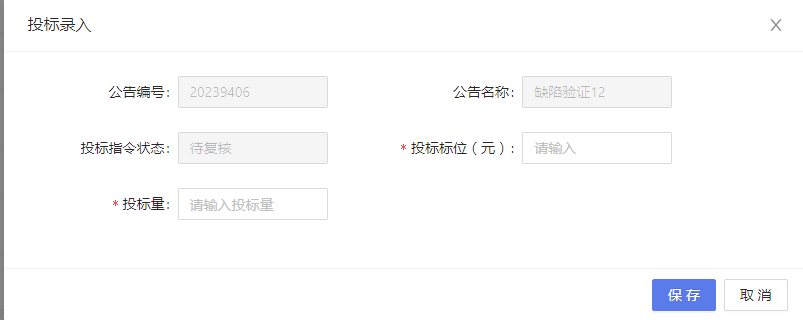 投标录入
公告编号: 20239406 公告名称: 缺陷验证12
投标指令状态: 待复核 * 投标标位（元）: 请输入
* 投标量: 请输入投标量
保 存 取 消